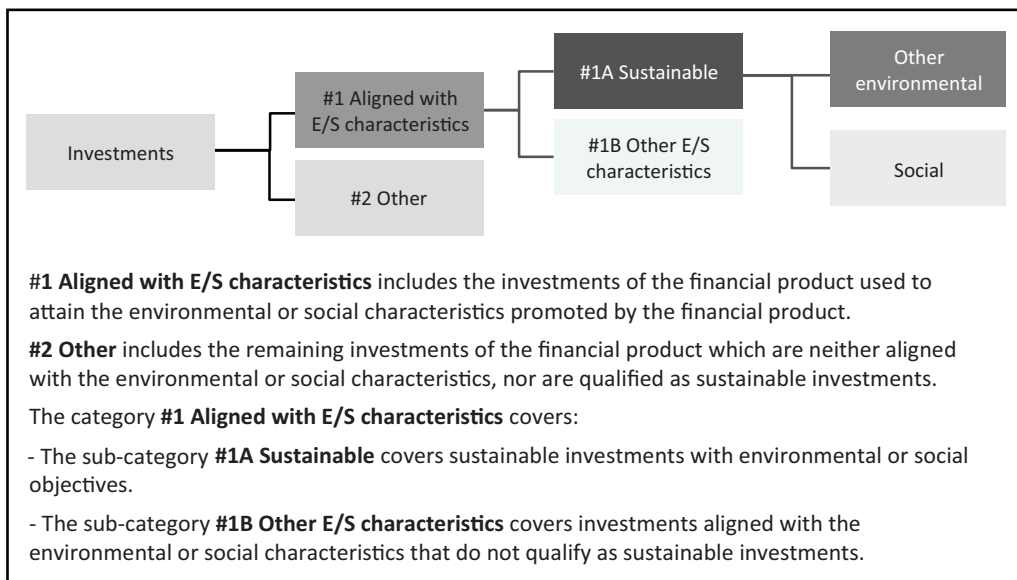 Investments
#1 Aligned with
E/S characteristics
#2 Other
#1A Sustainable
#1B Other E/S
characteristics
Other
environmental
Social
#1 Aligned with E/S characteristics includes the investments of the financial product used to
attain the environmental or social characteristics promoted by the financial product.
#2 Other includes the remaining investments of the financial product which are neither aligned
with the environmental or social characteristics, nor are qualified as sustainable investments.
The category #1 Aligned with E/S characteristics covers:
- The sub-category #1A Sustainable covers sustainable investments with environmental or social
objectives.
- The sub-category #1B Other E/S characteristics covers investments aligned with the
environmental or social characteristics that do not qualify as sustainable investments.